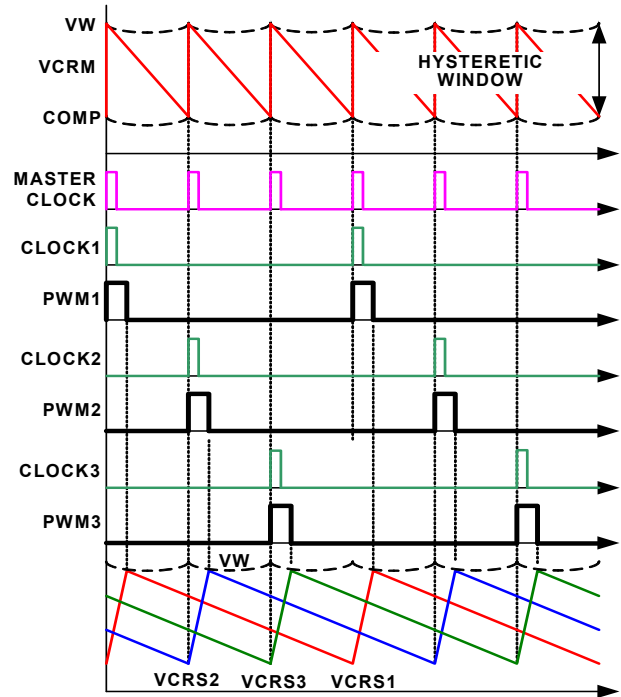 VW
VCRM
HYSTERETIC
WINDOW
COMP
MASTER
CLOCK
CLOCK1
PWM1
CLOCK2
PWM2
CLOCK3
PWM3
VW
VCRS2 VCRS3 VCRS1